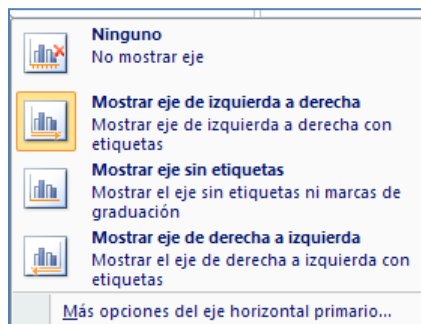 Ninguno
No mostrar eje
Mostrar eje de izquierda a derecha
Mostrar eje de izquierda a derecha con
etiquetas
Mostrar eje sin etiquetas
Mostrar el eje sin etiquetas ni marcas de
graduación
Mostrar eje de derecha a izquierda
Mostrar el eje de derecha a izquierda con
etiquetas
Más opciones del eje horizontal primario...